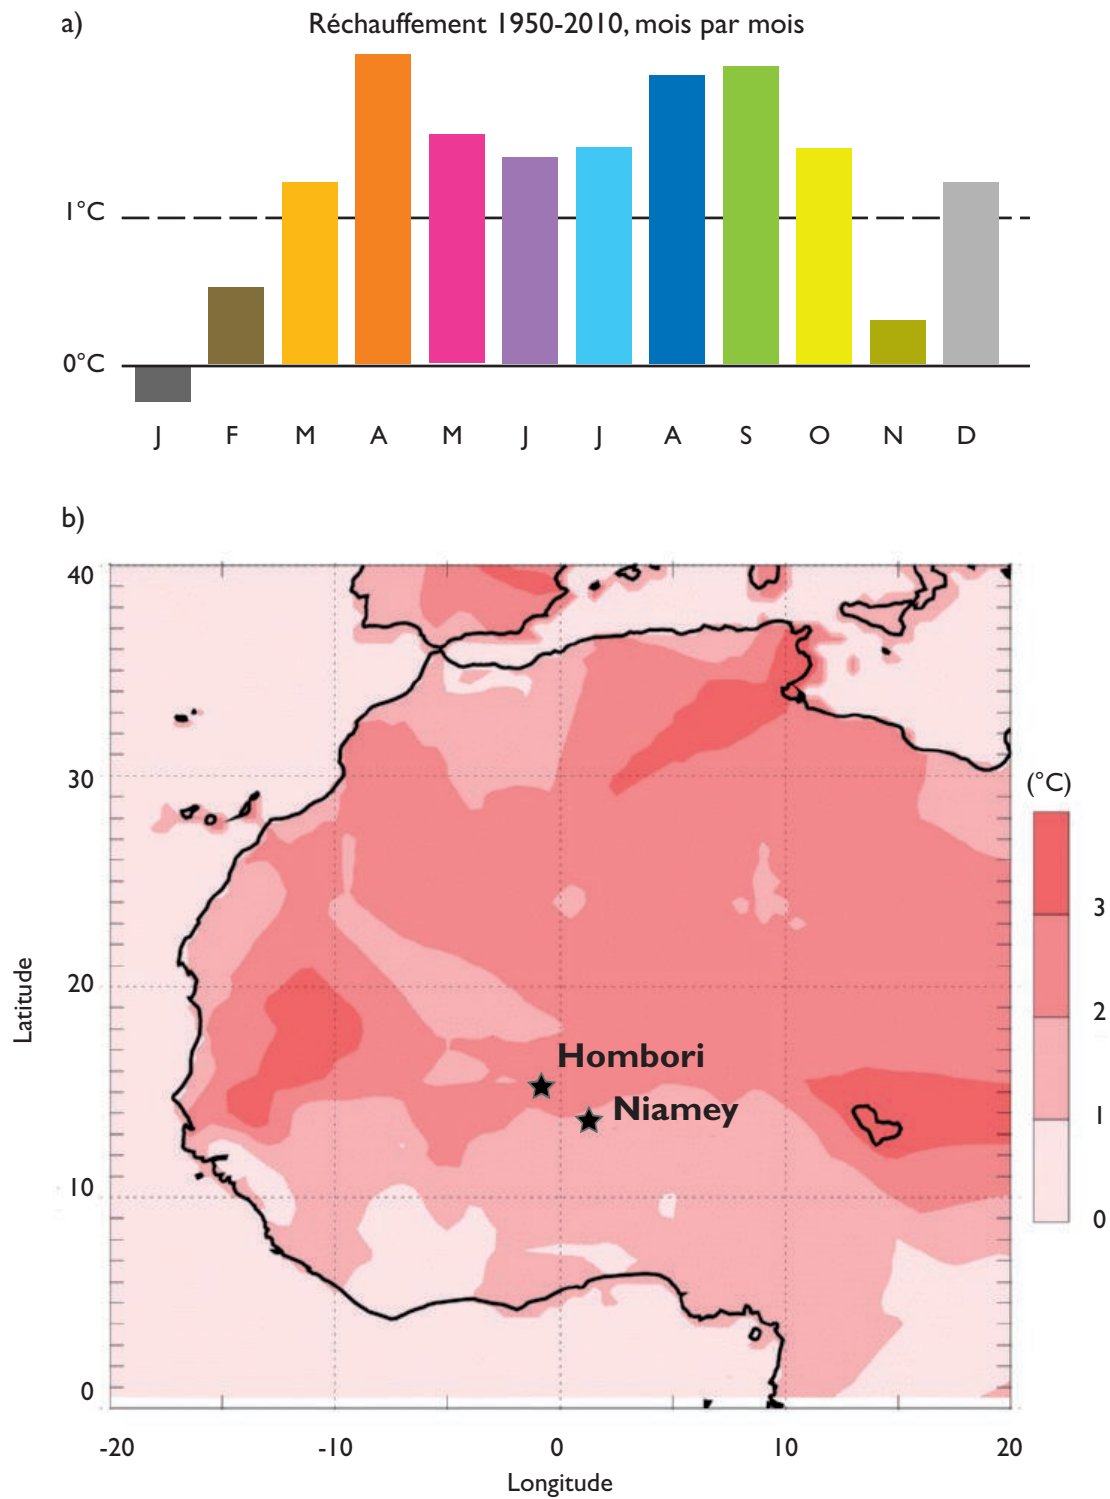 a)
Réchauffement 1950-2010, mois par mois
1°C
0°C
J F M A M J J A S O N D
b)
40
30
20
10
0
Latitude
Hombori
Niamey
(°C)
3
2
1
0
-20 -10 0 10 20
Longitude